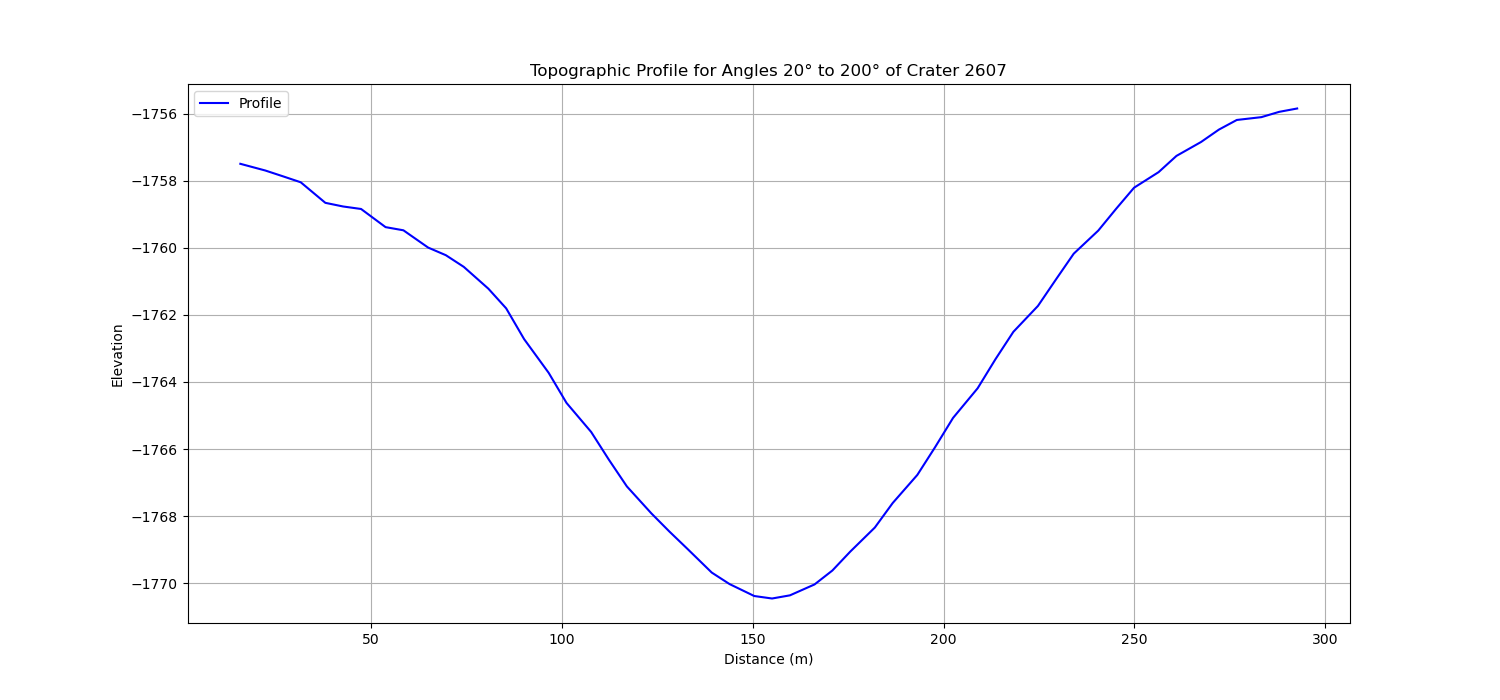 Topographic Profile for Angles 20° to 200° of Crater 2607
Profile
−1756
−1758
−1760
−1762
−1764
−1766
−1768
−1770
Elevation
50 100 150 200 250 300
Distance (m)